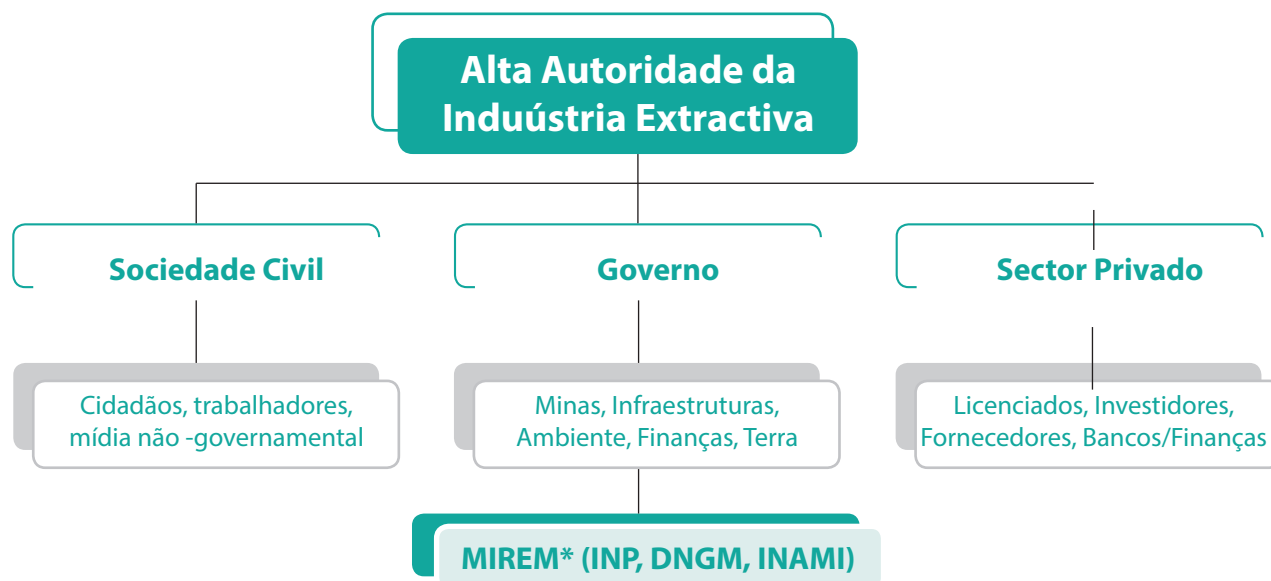 Alta Autoridade da
Induústria Extractiva
Sociedade Civil
Governo
Sector Privado
Cidadãos, trabalhadores,
mídia não -governamental
Minas, Infraestruturas,
Ambiente, Finanças, Terra
Licenciados, Investidores,
Fornecedores, Bancos/Finanças
MIREM* (INP, DNGM, INAMI)